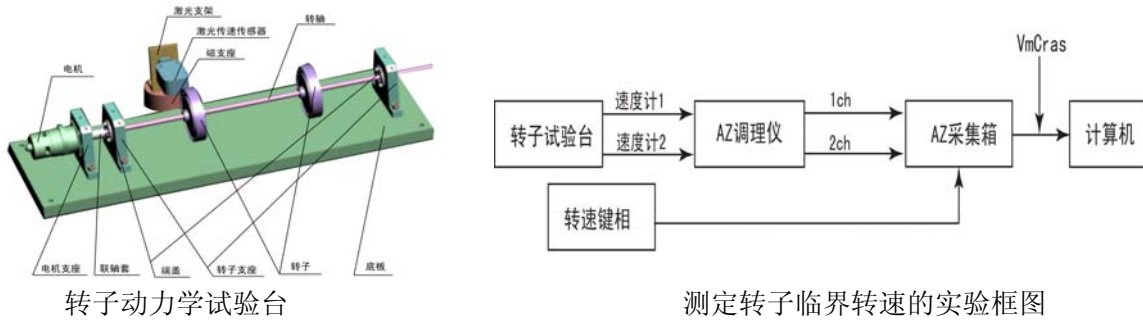 激光支架
激光传速传感器
转轴
磁支座
电机
电机支座
联轴套
端盖
转子支座
转子
底板
转子动力学试验台
VmCras
转子试验台
速度计1
速度计2
AZ调理仪
1ch
2ch
AZ采集箱
计算机
转速键相
测定转子临界转速的实验框图